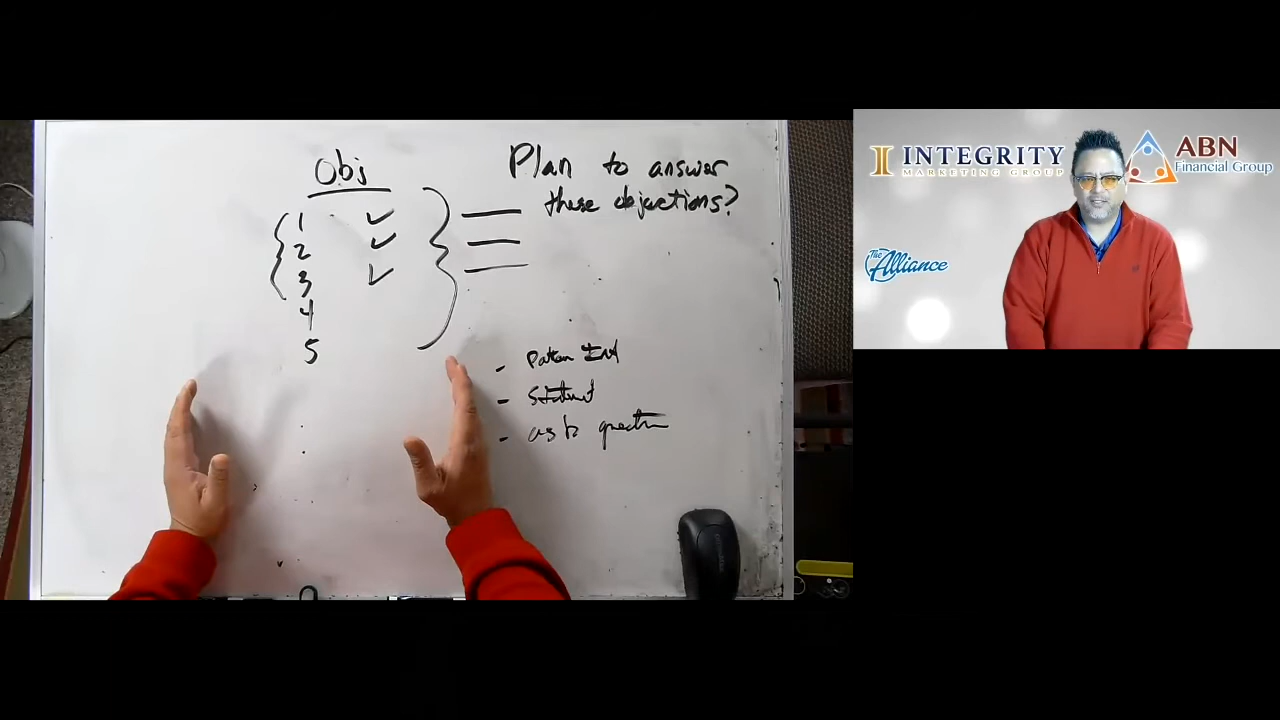 Obj
1 ✓
2 ✓
3 ✓
4
5
Plan to answer
these objections?
- Pattern Int
- Statement
- ask question
INTEGRITY
MARKETING GROUP
ABN
Financial Group
The
Alliance